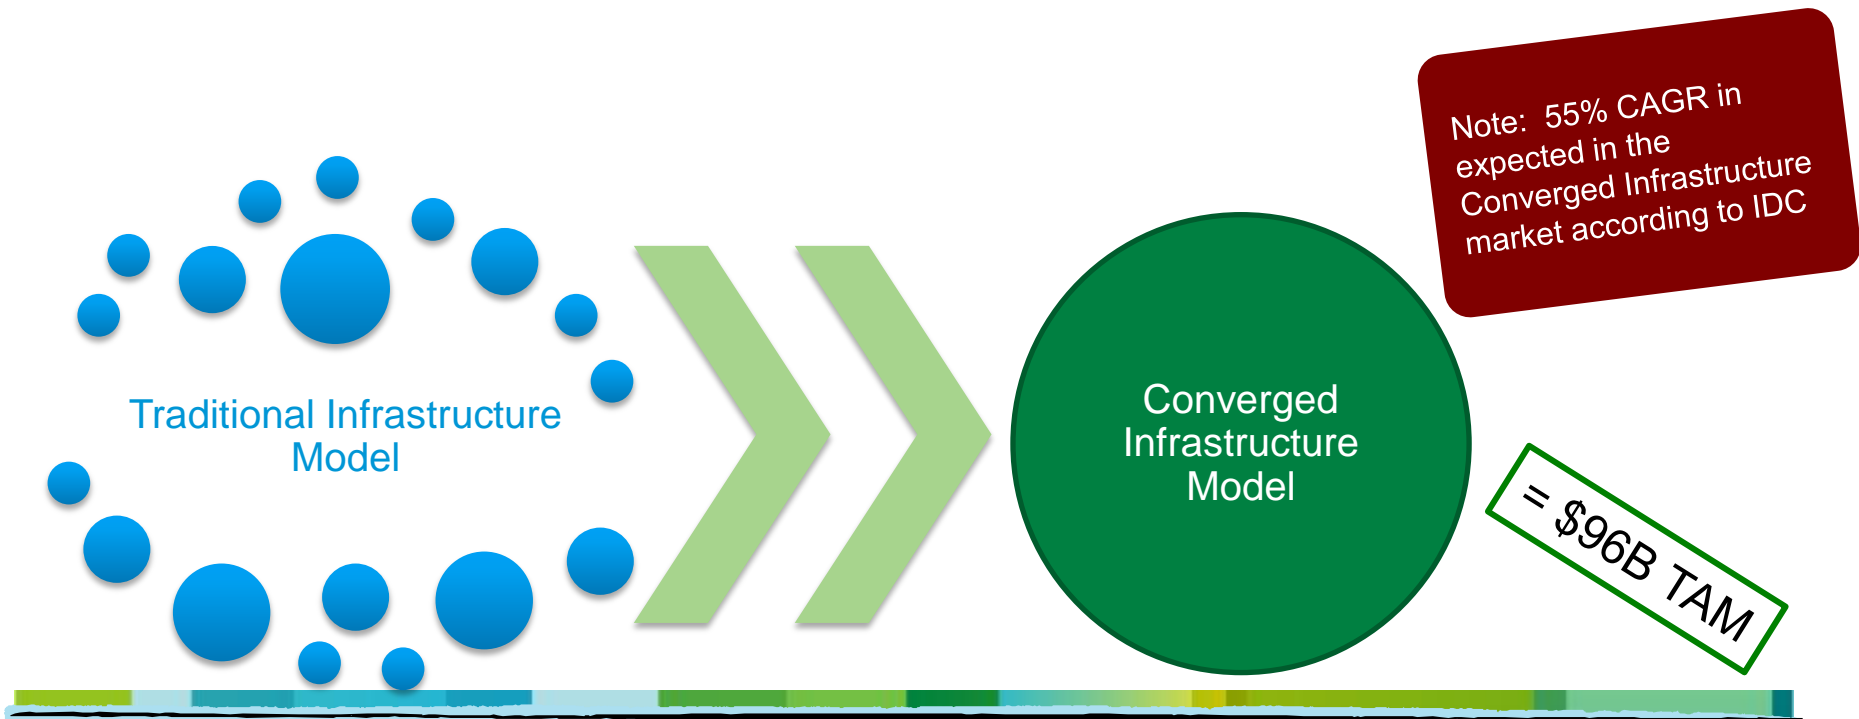 Traditional Infrastructure
Model
Converged
Infrastructure
Model
Note:  55% CAGR in
expected in the
Converged Infrastructure
market according to IDC
= $96B TAM